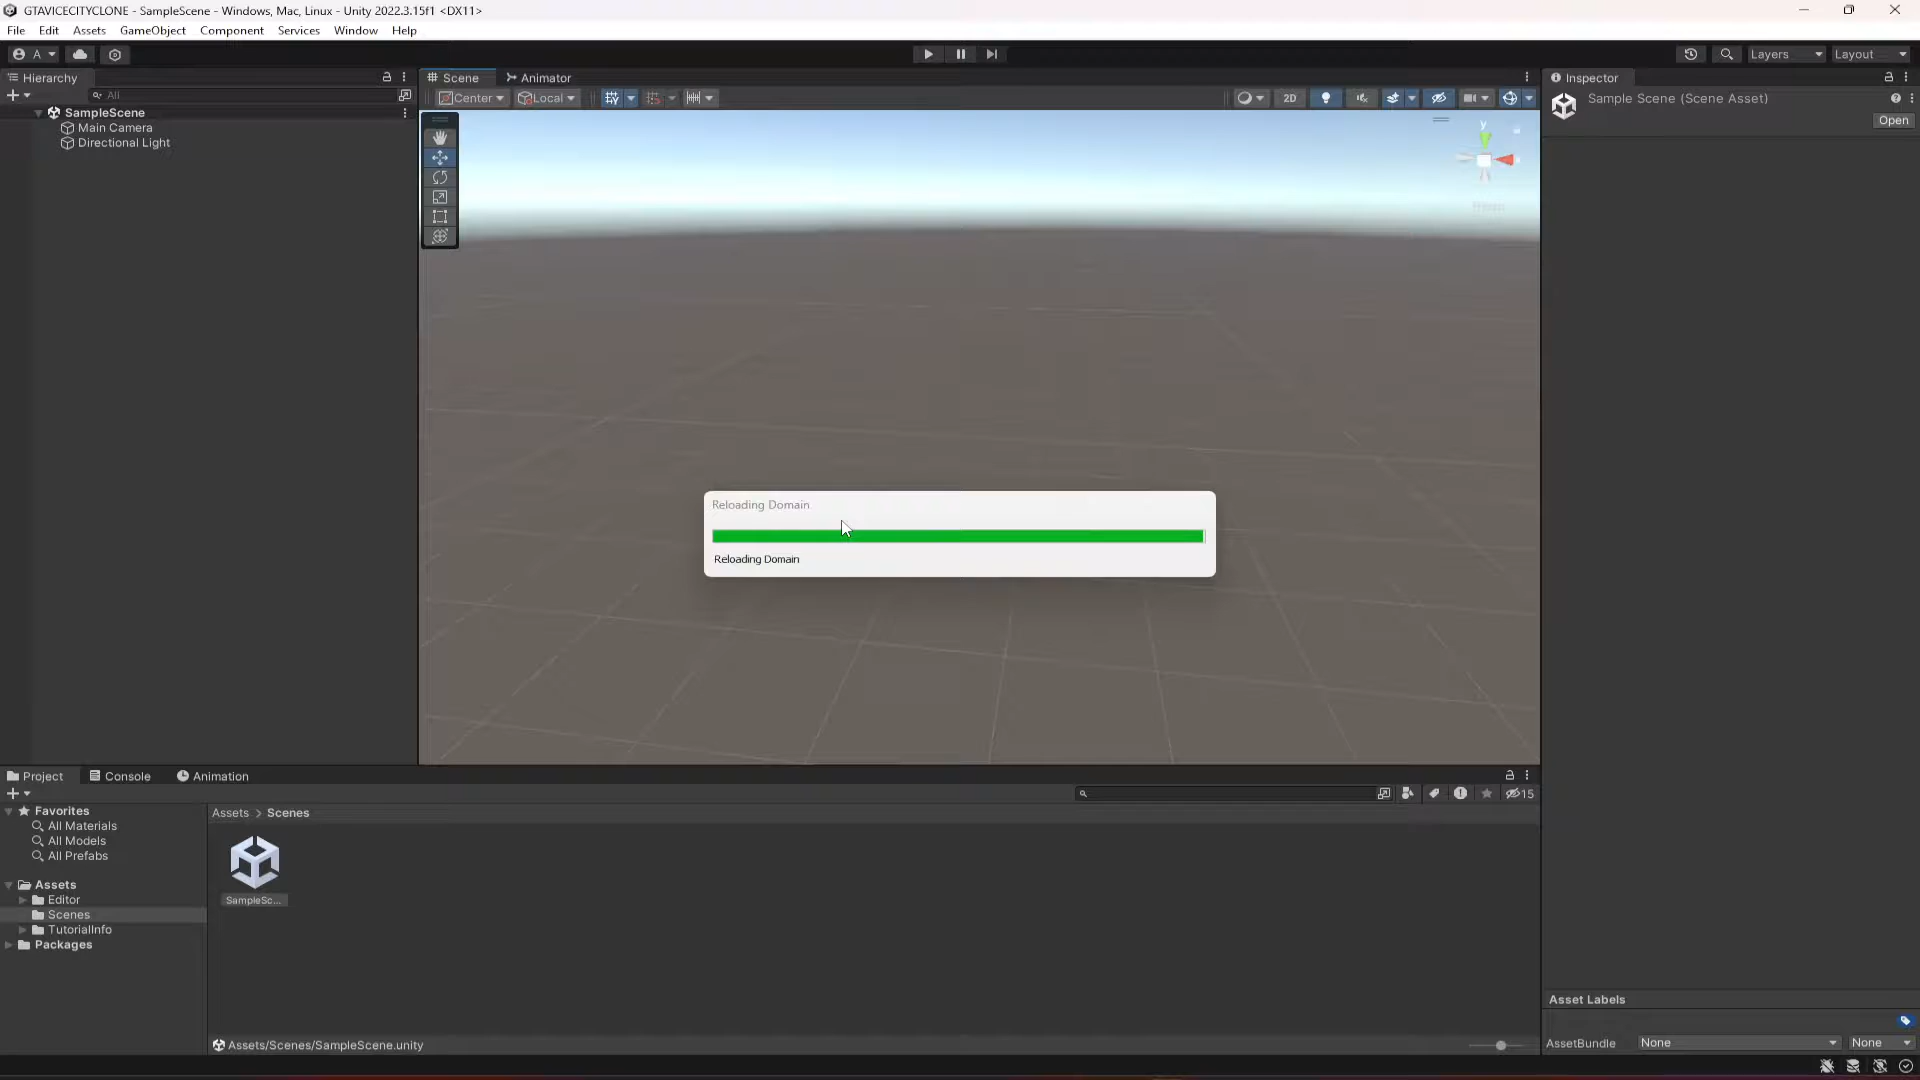 GTAVICECITYCLONE - SampleScene - Windows, Mac, Linux - Unity 2022.3.15f1 <DX11>
File Edit Assets GameObject Component Services Window Help
A Layers Layout
Hierarchy
All
SampleScene
Main Camera
Directional Light
Scene Animator
Center Local 2D
y
Reloading Domain
Reloading Domain
Inspector
Sample Scene (Scene Asset)
Open
Project Console Animation
15
Favorites
All Materials
All Models
All Prefabs
Assets
Editor
Scenes
TutorialInfo
Packages
Assets > Scenes
SampleSc...
Assets/Scenes/SampleScene.unity
Asset Labels
AssetBundle None None